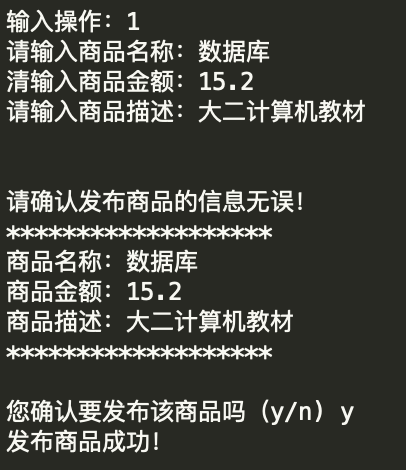 输入操作：1
请输入商品名称：数据库
清输入商品金额：15.2
请输入商品描述：大二计算机教材
请确认发布商品的信息无误！
*******************
商品名称：数据库
商品金额：15.2
商品描述：大二计算机教材
*******************
您确认要发布该商品吗（y/n）y
发布商品成功！